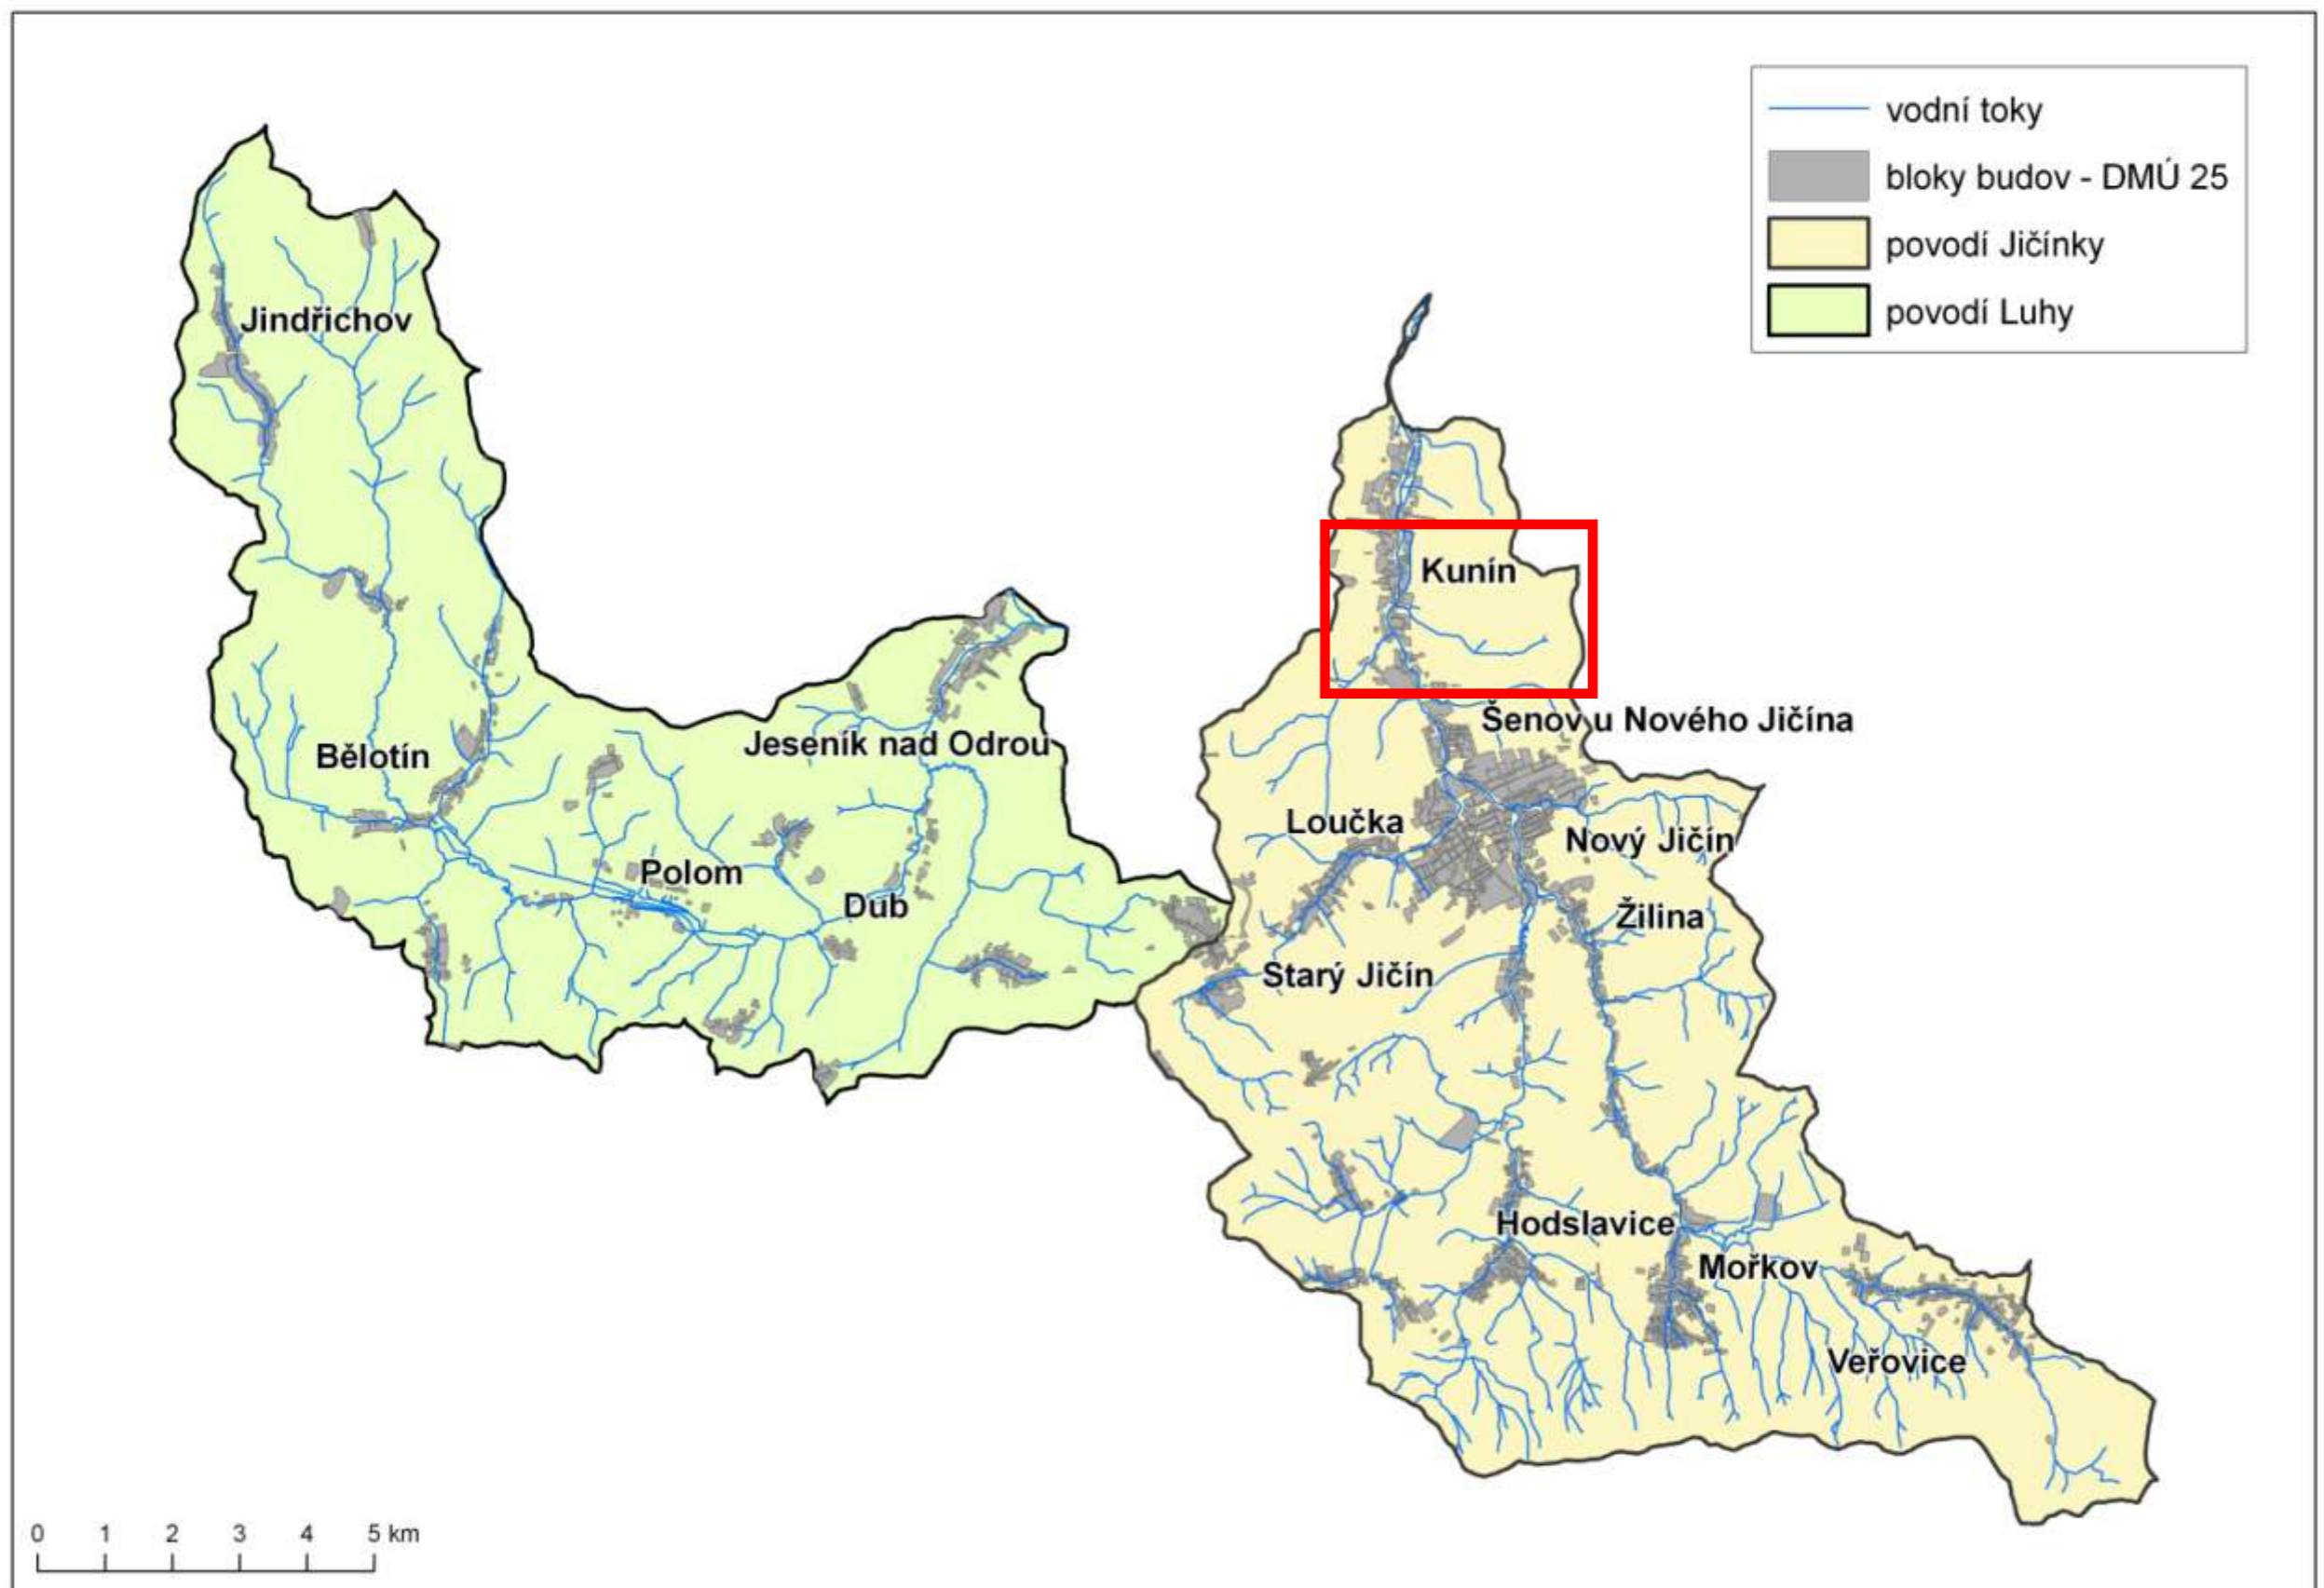 vodní toky
bloky budov - DMÚ 25
povodí Jičínky
povodí Luhy
Jindřichov
Kunín
Šenov u Nového Jičína
Jeseník nad Odrou
Bělotín
Loučka
Nový Jičín
Polom
Dub
Žilina
Starý Jičín
Hodslavice
Mořkov
Veřovice
0 1 2 3 4 5 km